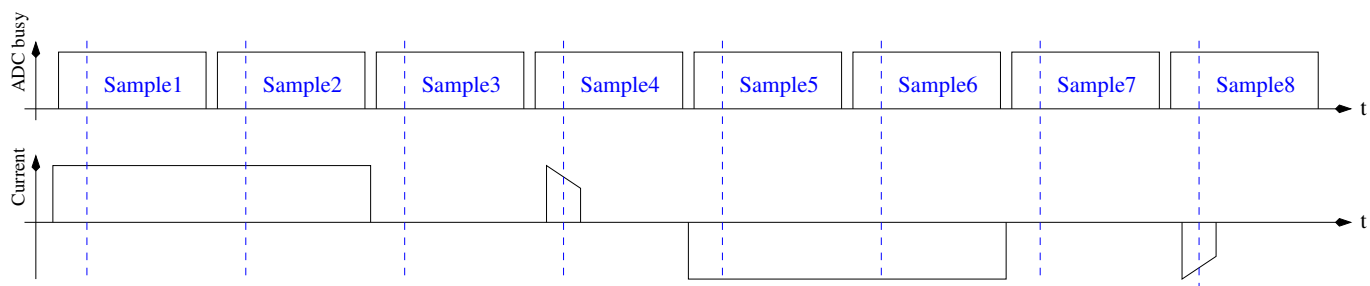 ADC busy
Sample1 Sample2 Sample3 Sample4 Sample5 Sample6 Sample7 Sample8
t
Current
t